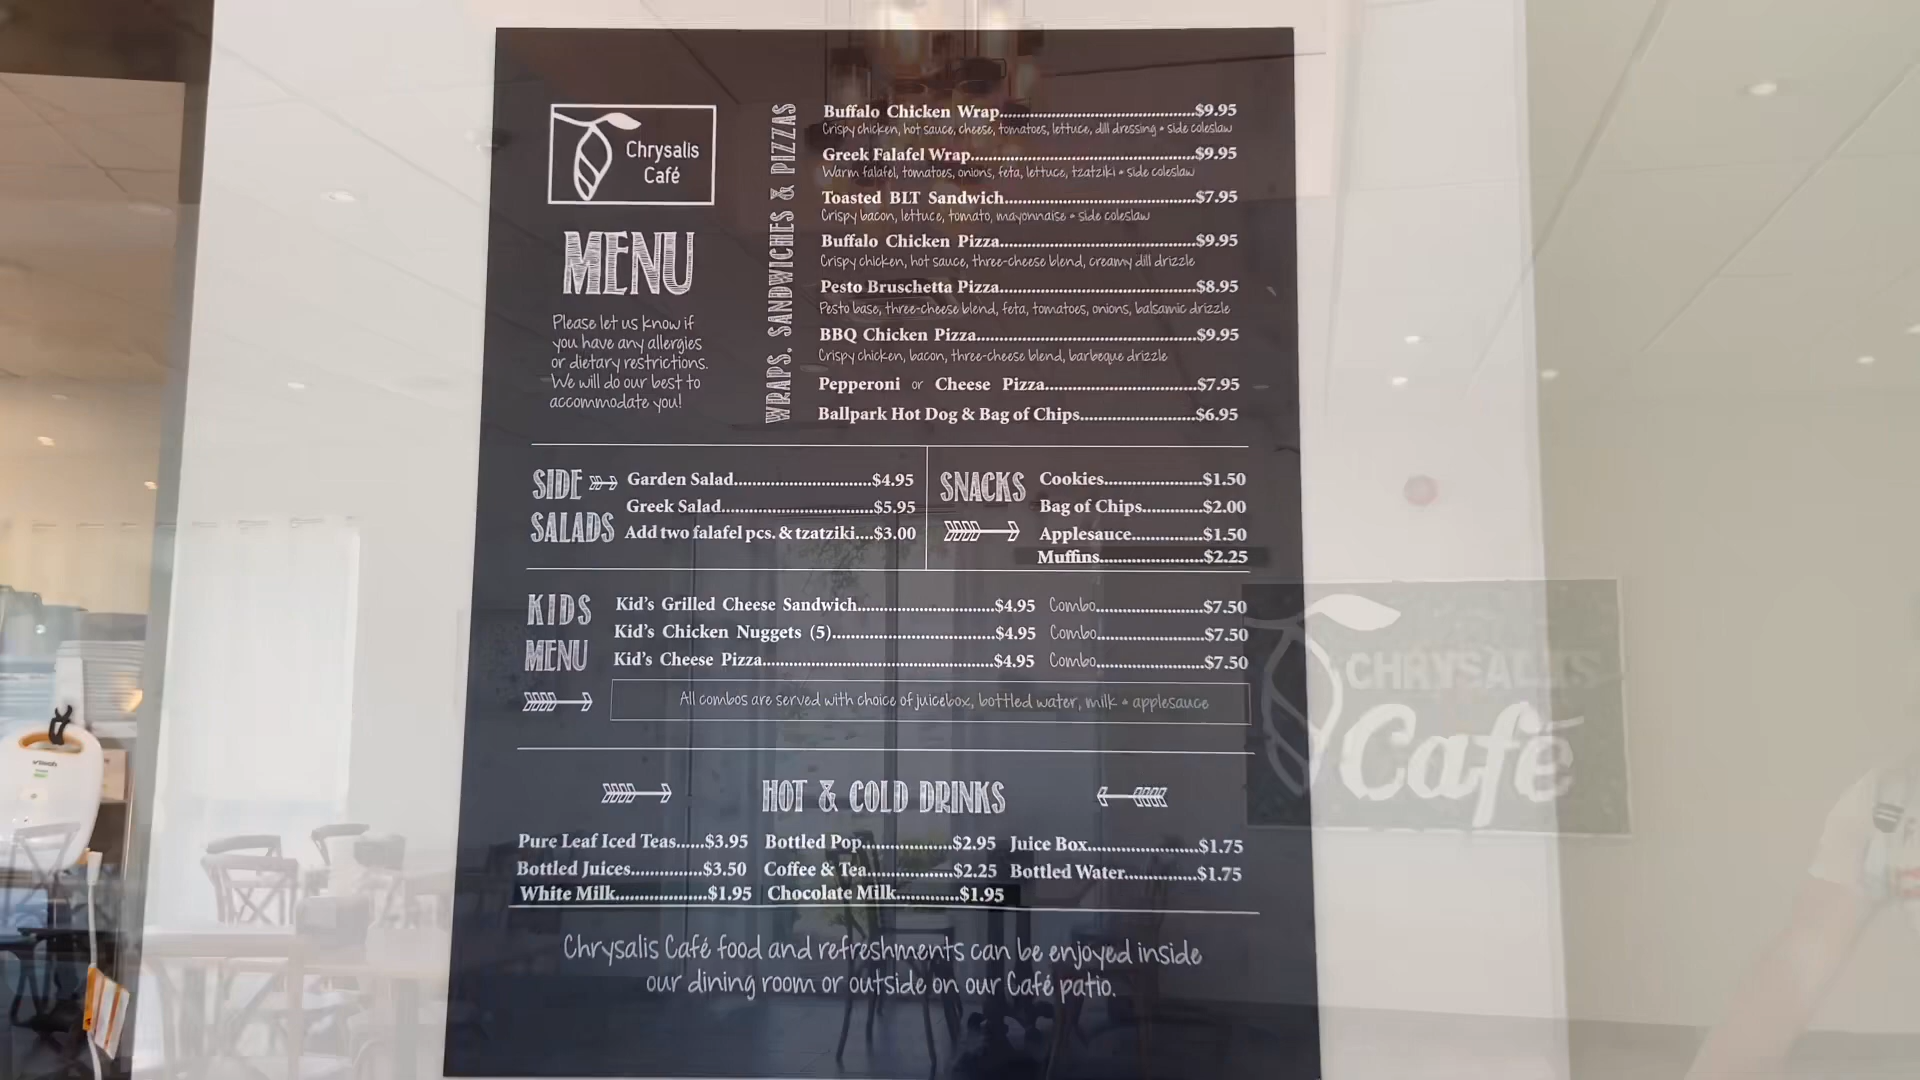 Chrysalis
Café
MENU
Please let us know if
you have any allergies
or dietary restrictions.
We will do our best to
accommodate you!
WRAPS, SANDWICHES & PIZZAS
Buffalo Chicken Wrap...$9.95
Crispy chicken, hot sauce, cheese, tomatoes, lettuce, dill dressing + side coleslaw
Greek Falafel Wrap...$9.95
Warm falafel, tomatoes, onions, feta, lettuce, tzatziki + side coleslaw
Toasted BLT Sandwich...$7.95
Crispy bacon, lettuce, tomato, mayonnaise + side coleslaw
Buffalo Chicken Pizza...$9.95
Crispy chicken, hot sauce, three-cheese blend, creamy dill drizzle
Pesto Bruschetta Pizza...$8.95
Pesto base, three-cheese blend, feta, tomatoes, onions, balsamic drizzle
BBQ Chicken Pizza...$9.95
Crispy chicken, bacon, three-cheese blend, barbeque drizzle
Pepperoni or Cheese Pizza...$7.95
Ballpark Hot Dog & Bag of Chips...$6.95
SIDE
SALADS
Garden Salad...$4.95
Greek Salad...$5.95
Add two falafel pcs. & tzatziki....$3.00
SNACKS
Cookies...$1.50
Bag of Chips...$2.00
Applesauce...$1.50
Muffins...$2.25
KIDS
MENU
Kid's Grilled Cheese Sandwich...$4.95 Combo...$7.50
Kid's Chicken Nuggets (5)...$4.95 Combo...$7.50
Kid's Cheese Pizza...$4.95 Combo...$7.50
All combos are served with choice of juicebox, bottled water, milk + applesauce
HOT & COLD DRINKS
Pure Leaf Iced Teas......$3.95 Bottled Pop...$2.95 Juice Box...$1.75
Bottled Juices...$3.50 Coffee & Tea...$2.25 Bottled Water...$1.75
White Milk...$1.95 Chocolate Milk...$1.95
Chrysalis Café food and refreshments can be enjoyed inside
our dining room or outside on our Café patio.
CHRYSALIS
Café